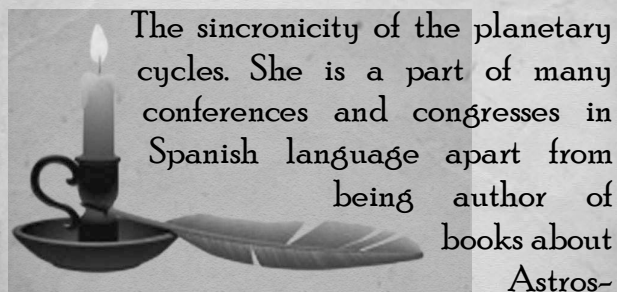 The sincronicity of the planetary
cycles. She is a part of many
conferences and congresses in
Spanish language apart from
being author of
books about
Astros-